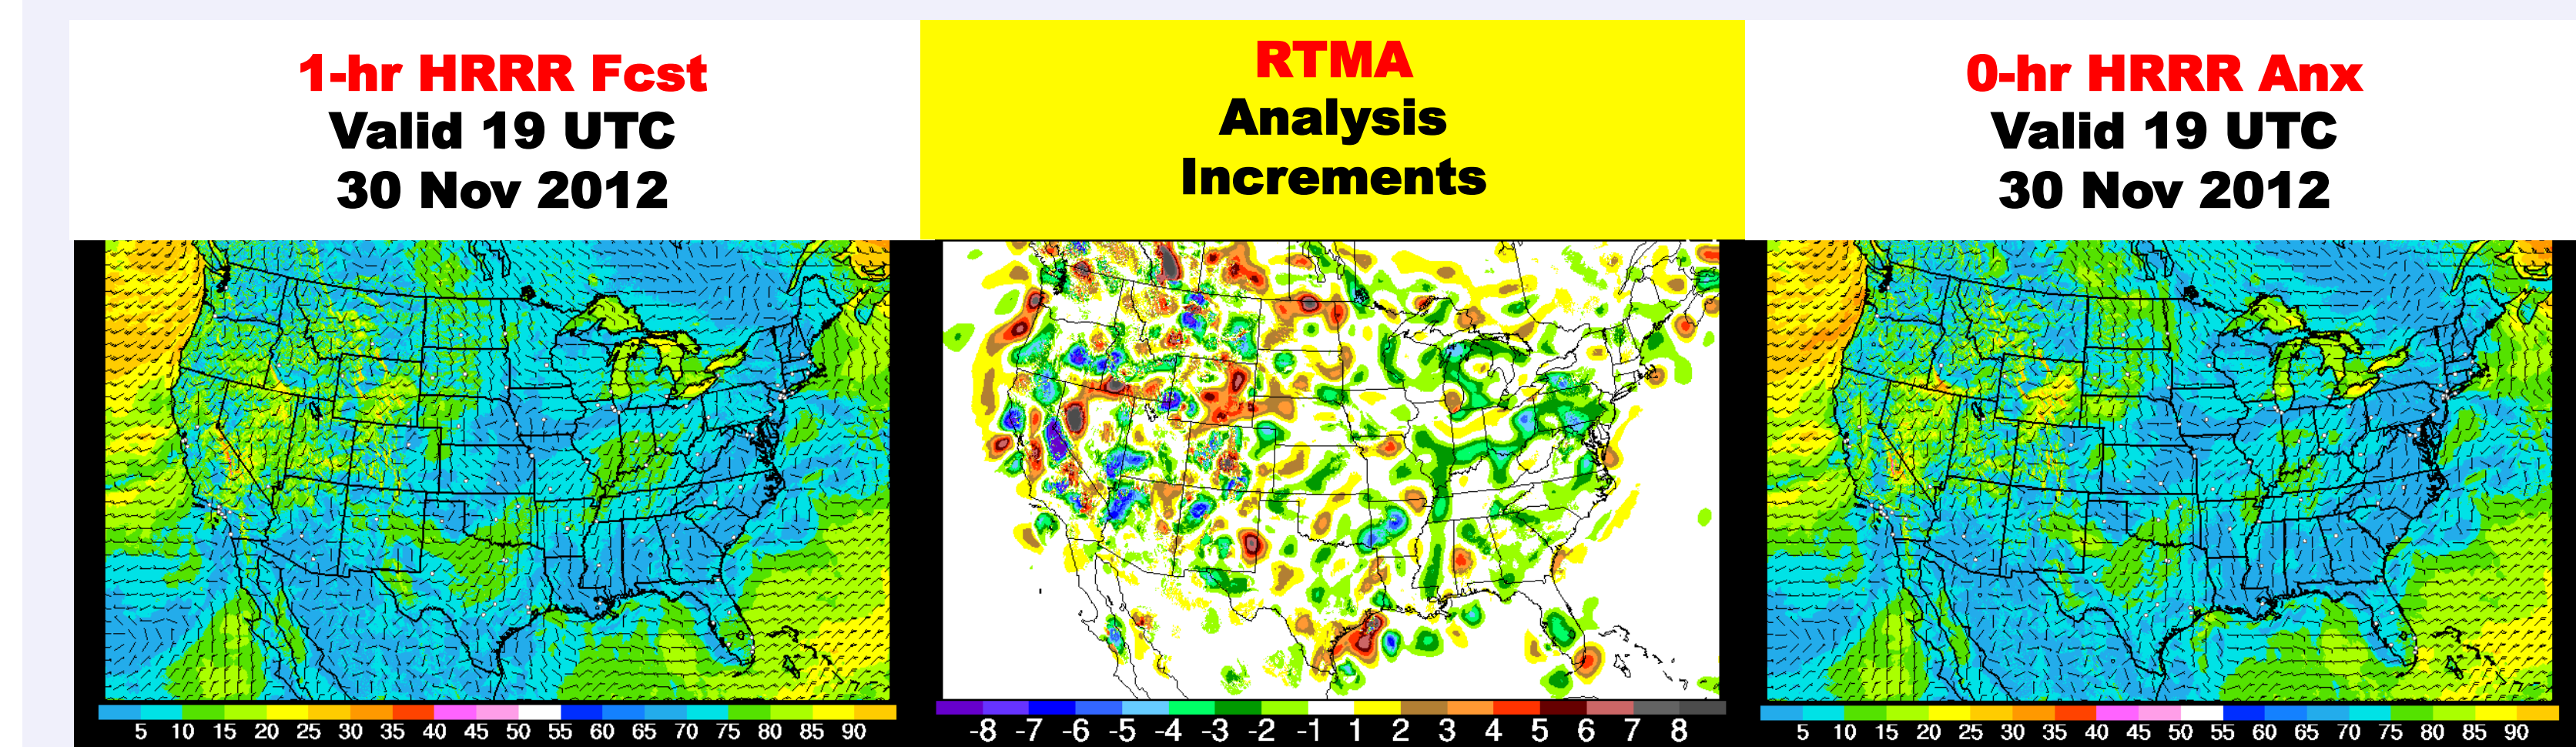 1-hr HRRR Fcst
Valid 19 UTC
30 Nov 2012
RTMA
Analysis
Increments
0-hr HRRR Anx
Valid 19 UTC
30 Nov 2012
5 10 15 20 25 30 35 40 45 50 55 60 65 70 75 80 85 90
-8 -7 -6 -5 -4 -3 -2 -1 1 2 3 4 5 6 7 8
5 10 15 20 25 30 35 40 45 50 55 60 65 70 75 80 85 90